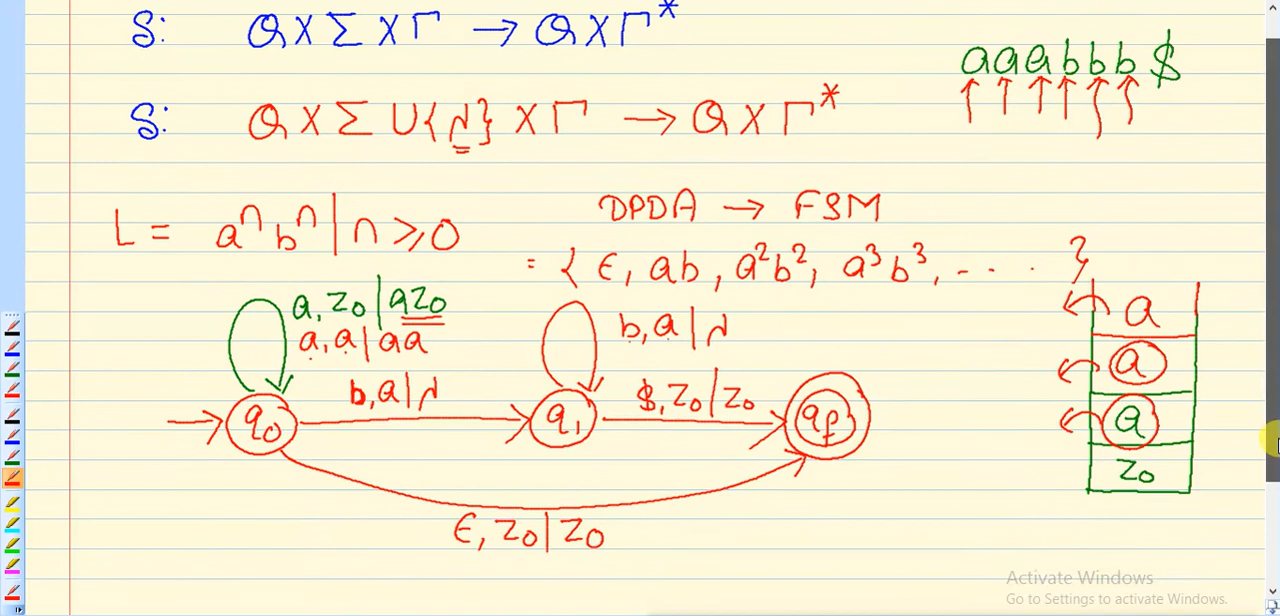 δ: Q X Σ X Γ → Q X Γ*
aaabbb$
δ: Q X Σ U{λ} X Γ → Q X Γ*
DPDA → FSM
L = aⁿbⁿ | n ≥ 0
= { ϵ, ab, a²b², a³b³, - - - - }
a, Z₀ | aZ₀
a
a, a | aa
b, a | λ
a
b, a | λ
$, Z₀ | Z₀
q₀
q₁
qf
a
Z₀
ϵ, Z₀ | Z₀
Activate Windows
Go to Settings to activate Windows.